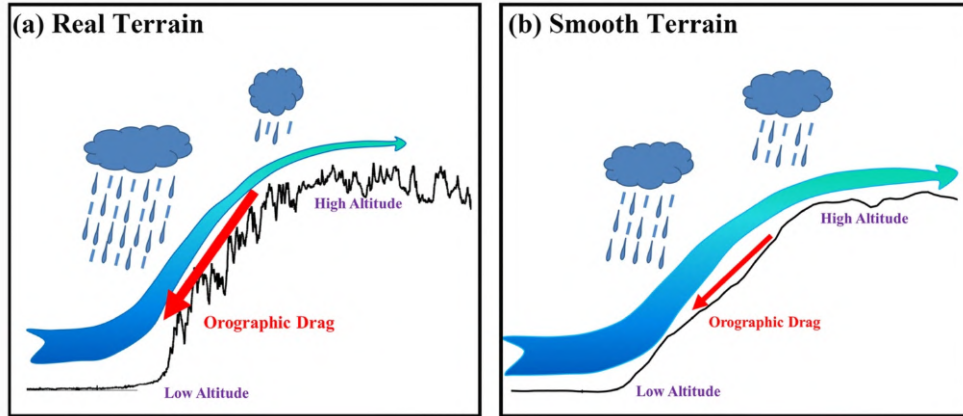 (a) Real Terrain
High Altitude
Orographic Drag
Low Altitude
(b) Smooth Terrain
High Altitude
Orographic Drag
Low Altitude